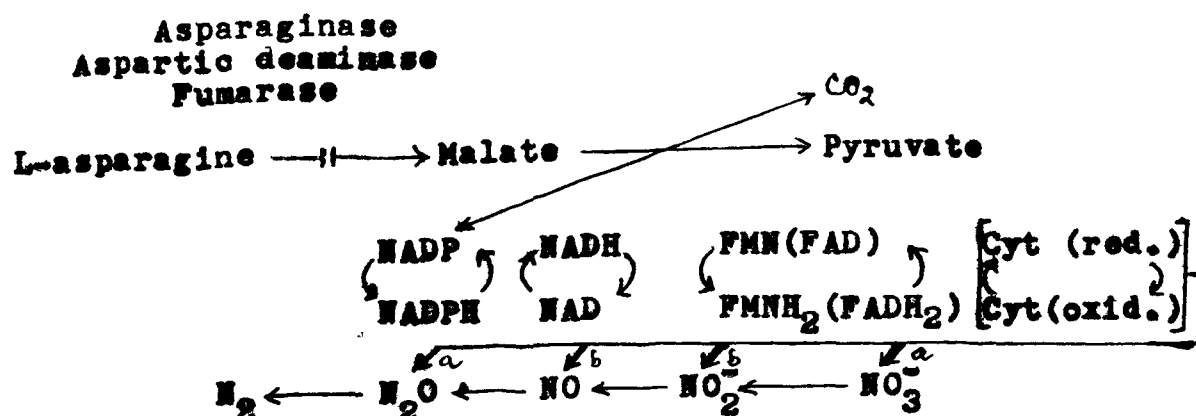 Asparaginase
Aspartic deaminase
Fumarase
CO₂
L-asparagine Malate Pyruvate
NADP NADH FMN(FAD) Cyt (red.)
NADPH NAD FMNH₂(FADH₂) Cyt(oxid.)
a b b a
N₂ N₂O NO NO₂⁻ NO₃⁻